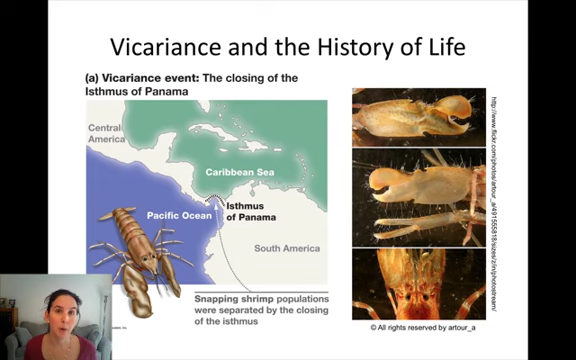 Vicariance and the History of Life
(a) Vicariance event: The closing of the
Isthmus of Panama
Central
America
Caribbean Sea
Isthmus
of Panama
Pacific Ocean
South America
Snapping shrimp populations
were separated by the closing
of the isthmus
© All rights reserved by artour_a